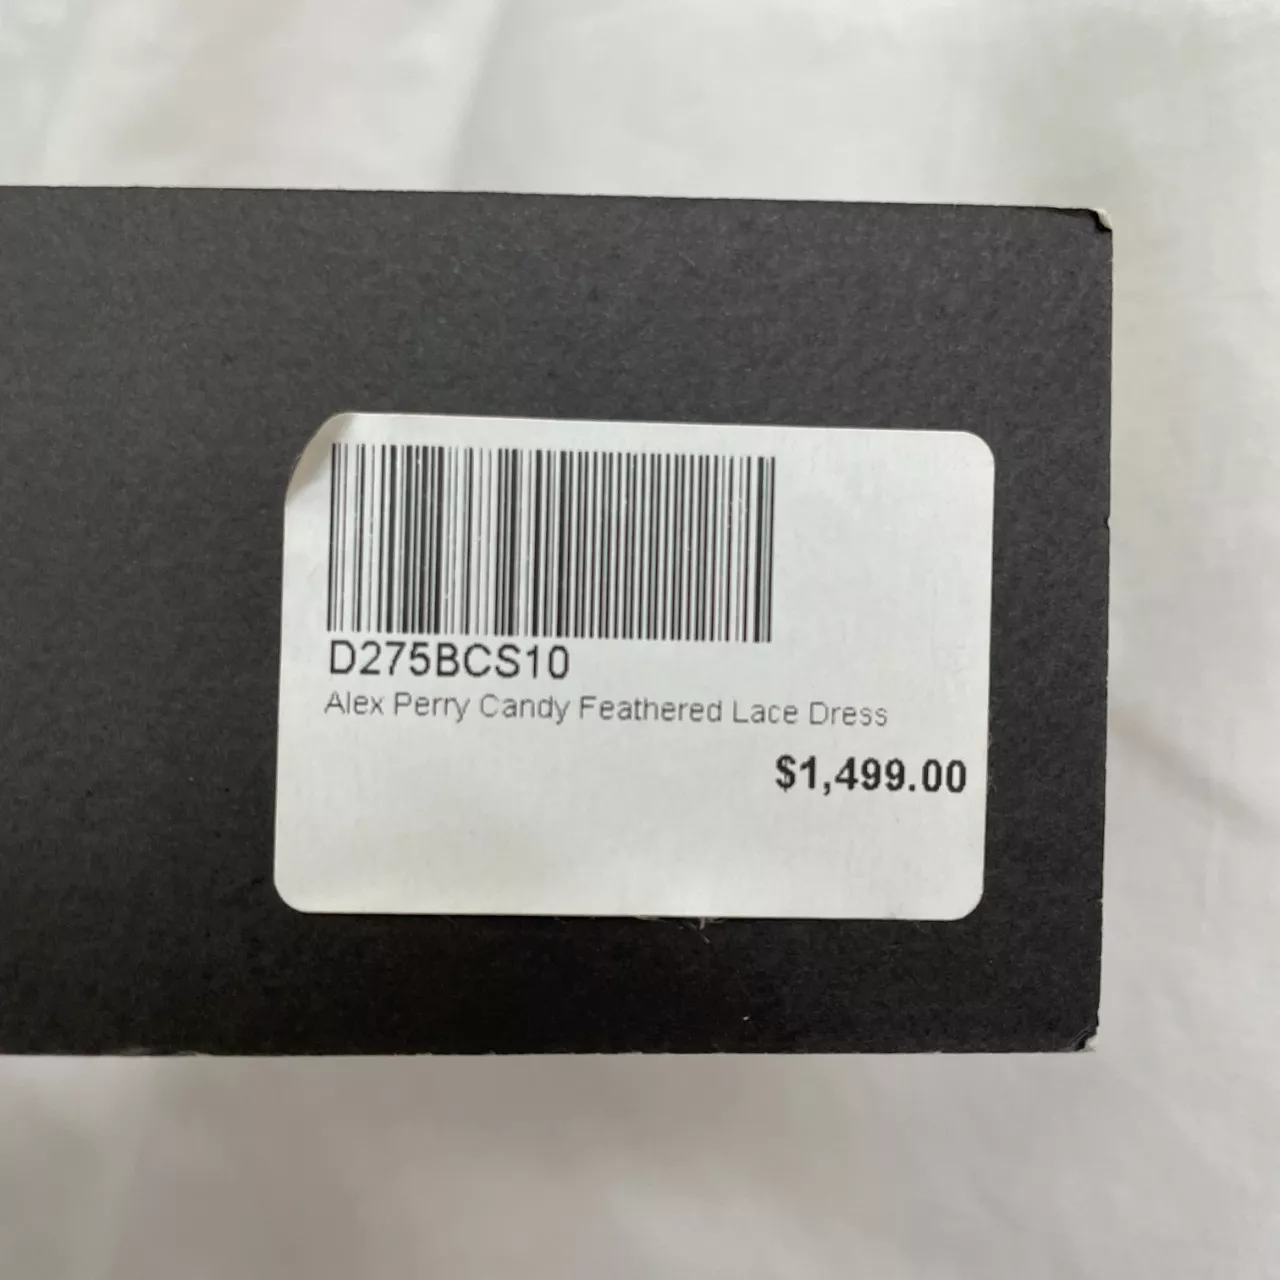 D275BCS10
Alex Perry Candy Feathered Lace Dress
$1,499.00